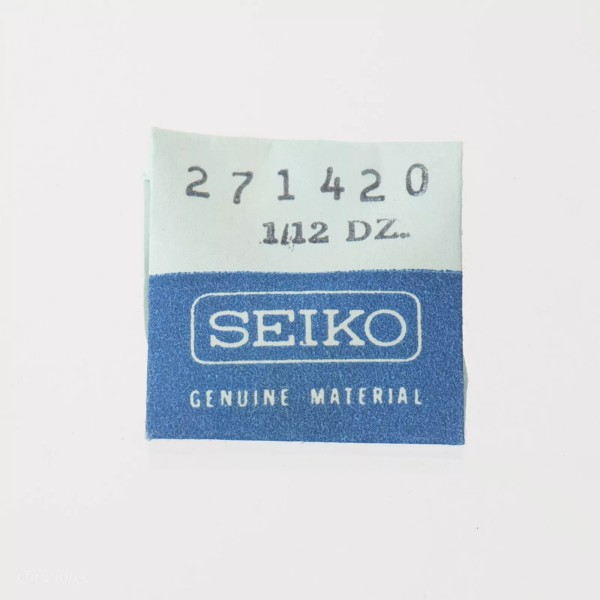 271420
1/12 DZ.
SEIKO
GENUINE MATERIAL